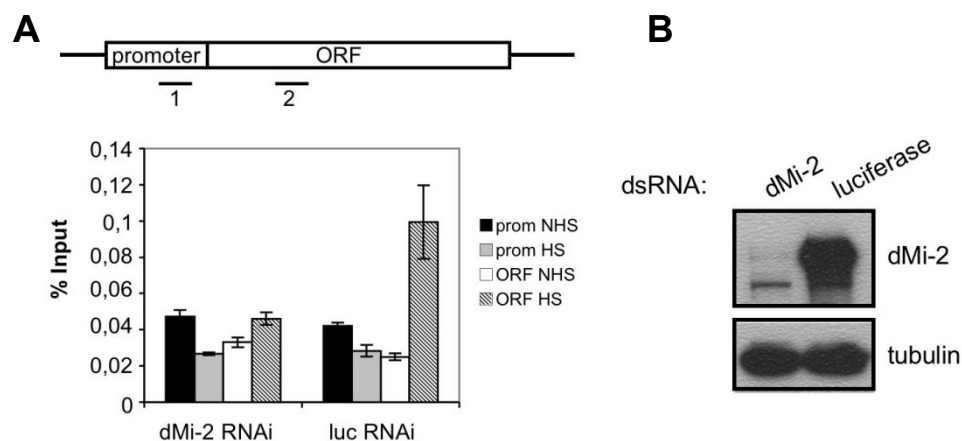 A
promoter
ORF
1
2
0,14
0,12
0,1
0,08
0,06
0,04
0,02
0
% Input
dMi-2 RNAi
luc RNAi
prom NHS
prom HS
ORF NHS
ORF HS
B
dsRNA:
dMi-2
luciferase
dMi-2
tubulin